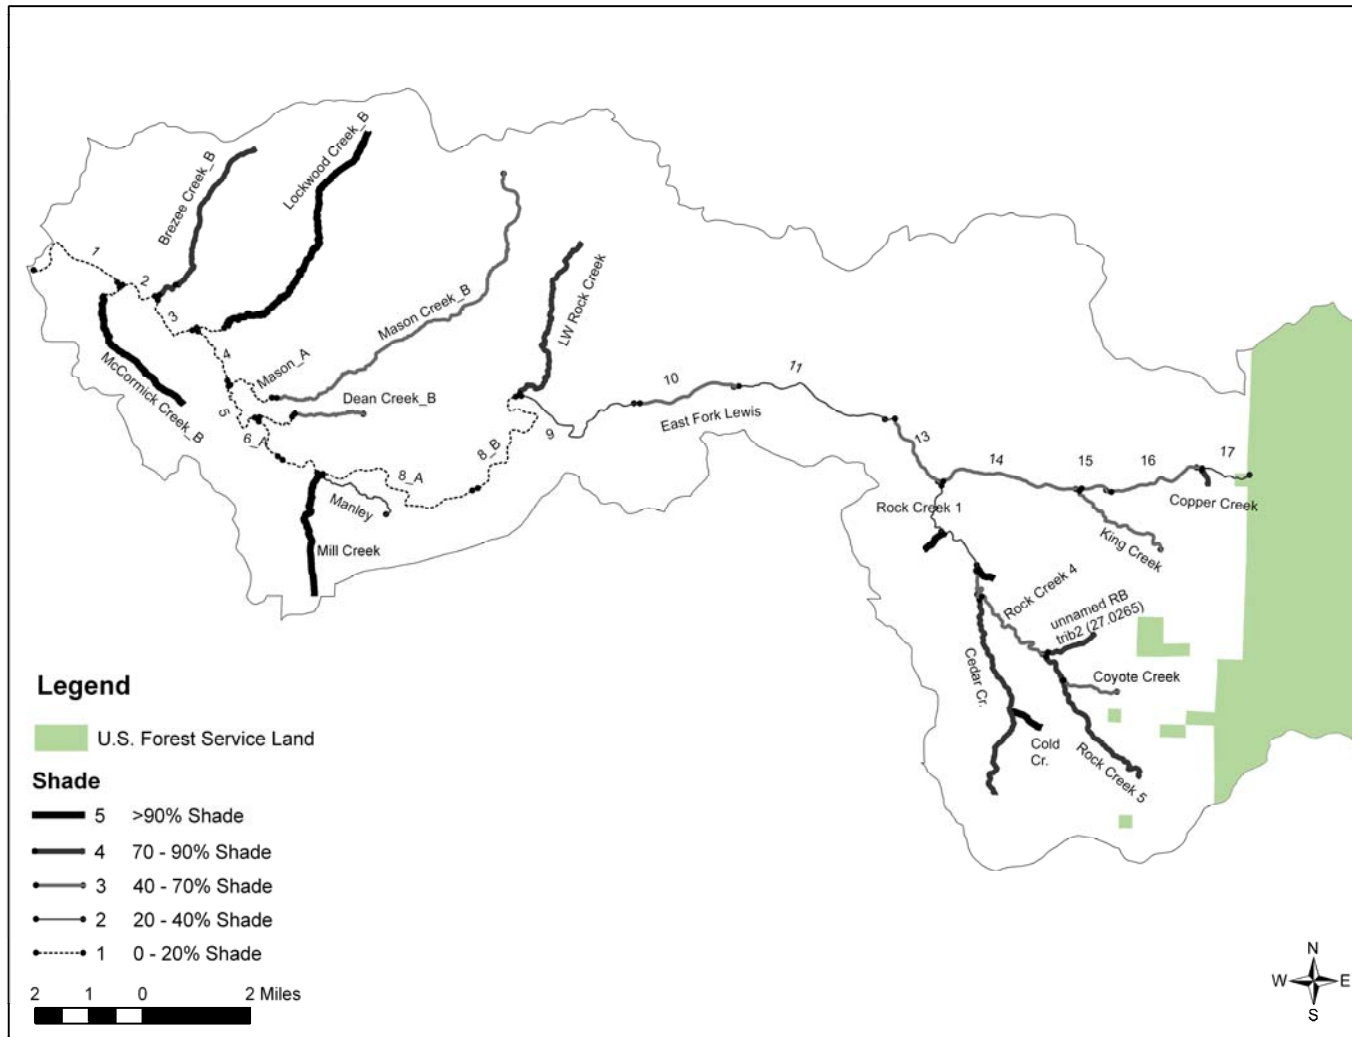 Brezee Creek_B
Lockwood Creek_B
1
2
3
McCormick Creek_B
4
Mason_A
Mason Creek_B
LW Rock Creek
5
Dean Creek_B
6_A
8_A
8_B
Manley
Mill Creek
9
10
East Fork Lewis
11
13
14
15
16
17
Rock Creek 1
Copper Creek
King Creek
Rock Creek 4
unnamed RB
trib2 (27.0265)
Cedar Cr.
Coyote Creek
Cold
Cr.
Rock Creek 5
Legend
U.S. Forest Service Land
Shade
5 >90% Shade
4 70 - 90% Shade
3 40 - 70% Shade
2 20 - 40% Shade
1 0 - 20% Shade
2 1 0 2 Miles
N
W E
S